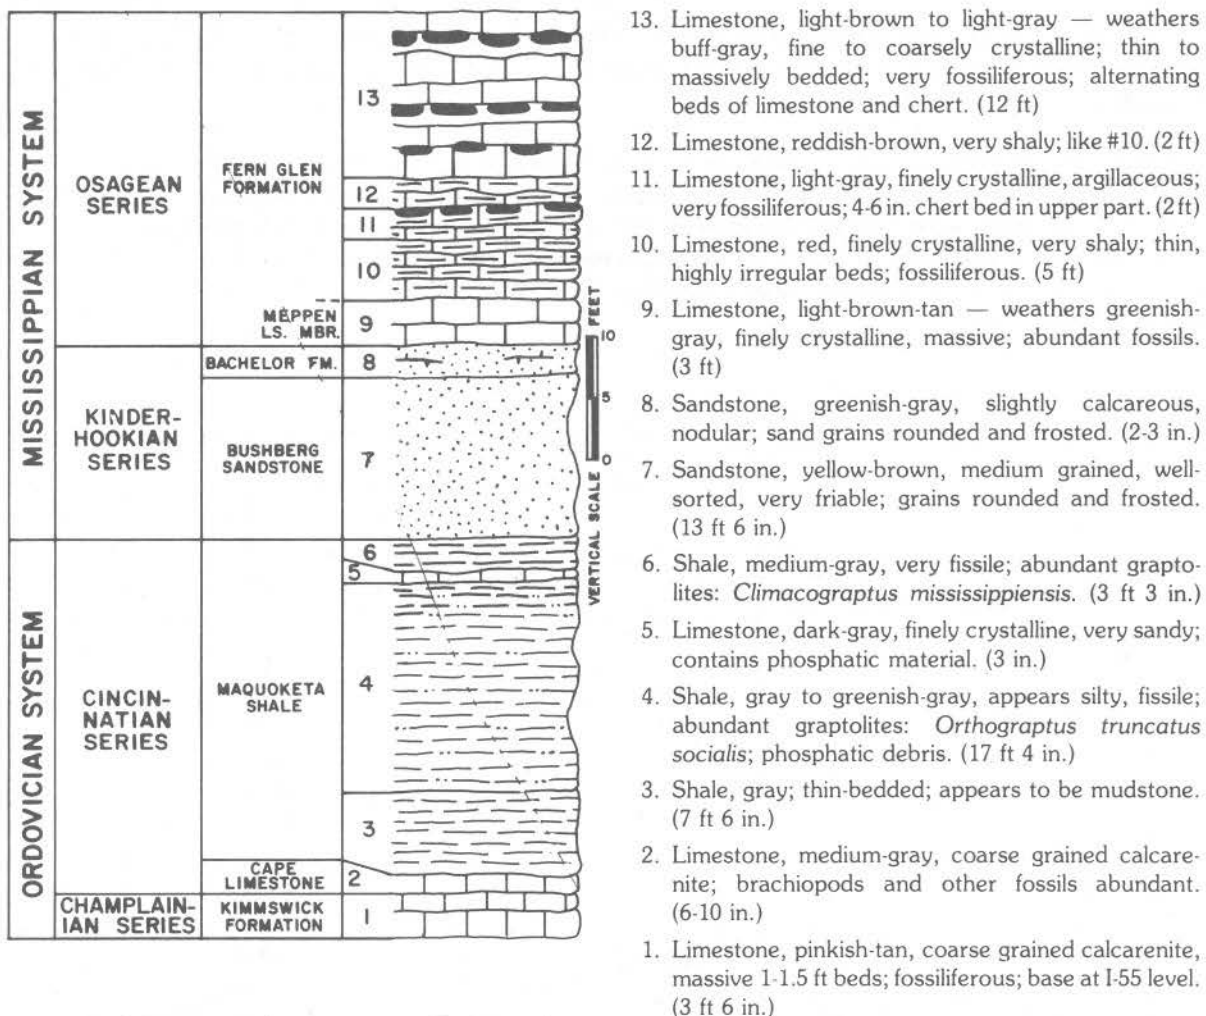 MISSISSIPPIAN SYSTEM
OSAGEAN
SERIES
FERN GLEN
FORMATION
MEPPEN
LS. MBR.
13
12
11
10
9
KINDER-
HOOKIAN
SERIES
BACHELOR FM.
8
BUSHBERG
SANDSTONE
7
ORDOVICIAN SYSTEM
CINCIN-
NATIAN
SERIES
MAQUOKETA
SHALE
6
5
4
3
CAPE
LIMESTONE
2
CHAMPLAIN-
IAN SERIES
KIMMSWICK
FORMATION
1
VERTICAL SCALE FEET
10
5
0
13. Limestone, light-brown to light-gray — weathers
buff-gray, fine to coarsely crystalline; thin to
massively bedded; very fossiliferous; alternating
beds of limestone and chert. (12 ft)
12. Limestone, reddish-brown, very shaly; like #10. (2 ft)
11. Limestone, light-gray, finely crystalline, argillaceous;
very fossiliferous; 4-6 in. chert bed in upper part. (2 ft)
10. Limestone, red, finely crystalline, very shaly; thin,
highly irregular beds; fossiliferous. (5 ft)
9. Limestone, light-brown-tan — weathers greenish-
gray, finely crystalline, massive; abundant fossils.
(3 ft)
8. Sandstone, greenish-gray, slightly calcareous,
nodular; sand grains rounded and frosted. (2-3 in.)
7. Sandstone, yellow-brown, medium grained, well-
sorted, very friable; grains rounded and frosted.
(13 ft 6 in.)
6. Shale, medium-gray, very fissile; abundant grapto-
lites: Climacograptus mississippiensis. (3 ft 3 in.)
5. Limestone, dark-gray, finely crystalline, very sandy;
contains phosphatic material. (3 in.)
4. Shale, gray to greenish-gray, appears silty, fissile;
abundant graptolites: Orthograptus truncatus
socialis; phosphatic debris. (17 ft 4 in.)
3. Shale, gray; thin-bedded; appears to be mudstone.
(7 ft 6 in.)
2. Limestone, medium-gray, coarse grained calcare-
nite; brachiopods and other fossils abundant.
(6-10 in.)
1. Limestone, pinkish-tan, coarse grained calcarenite,
massive 1-1.5 ft beds; fossiliferous; base at I-55 level.
(3 ft 6 in.)